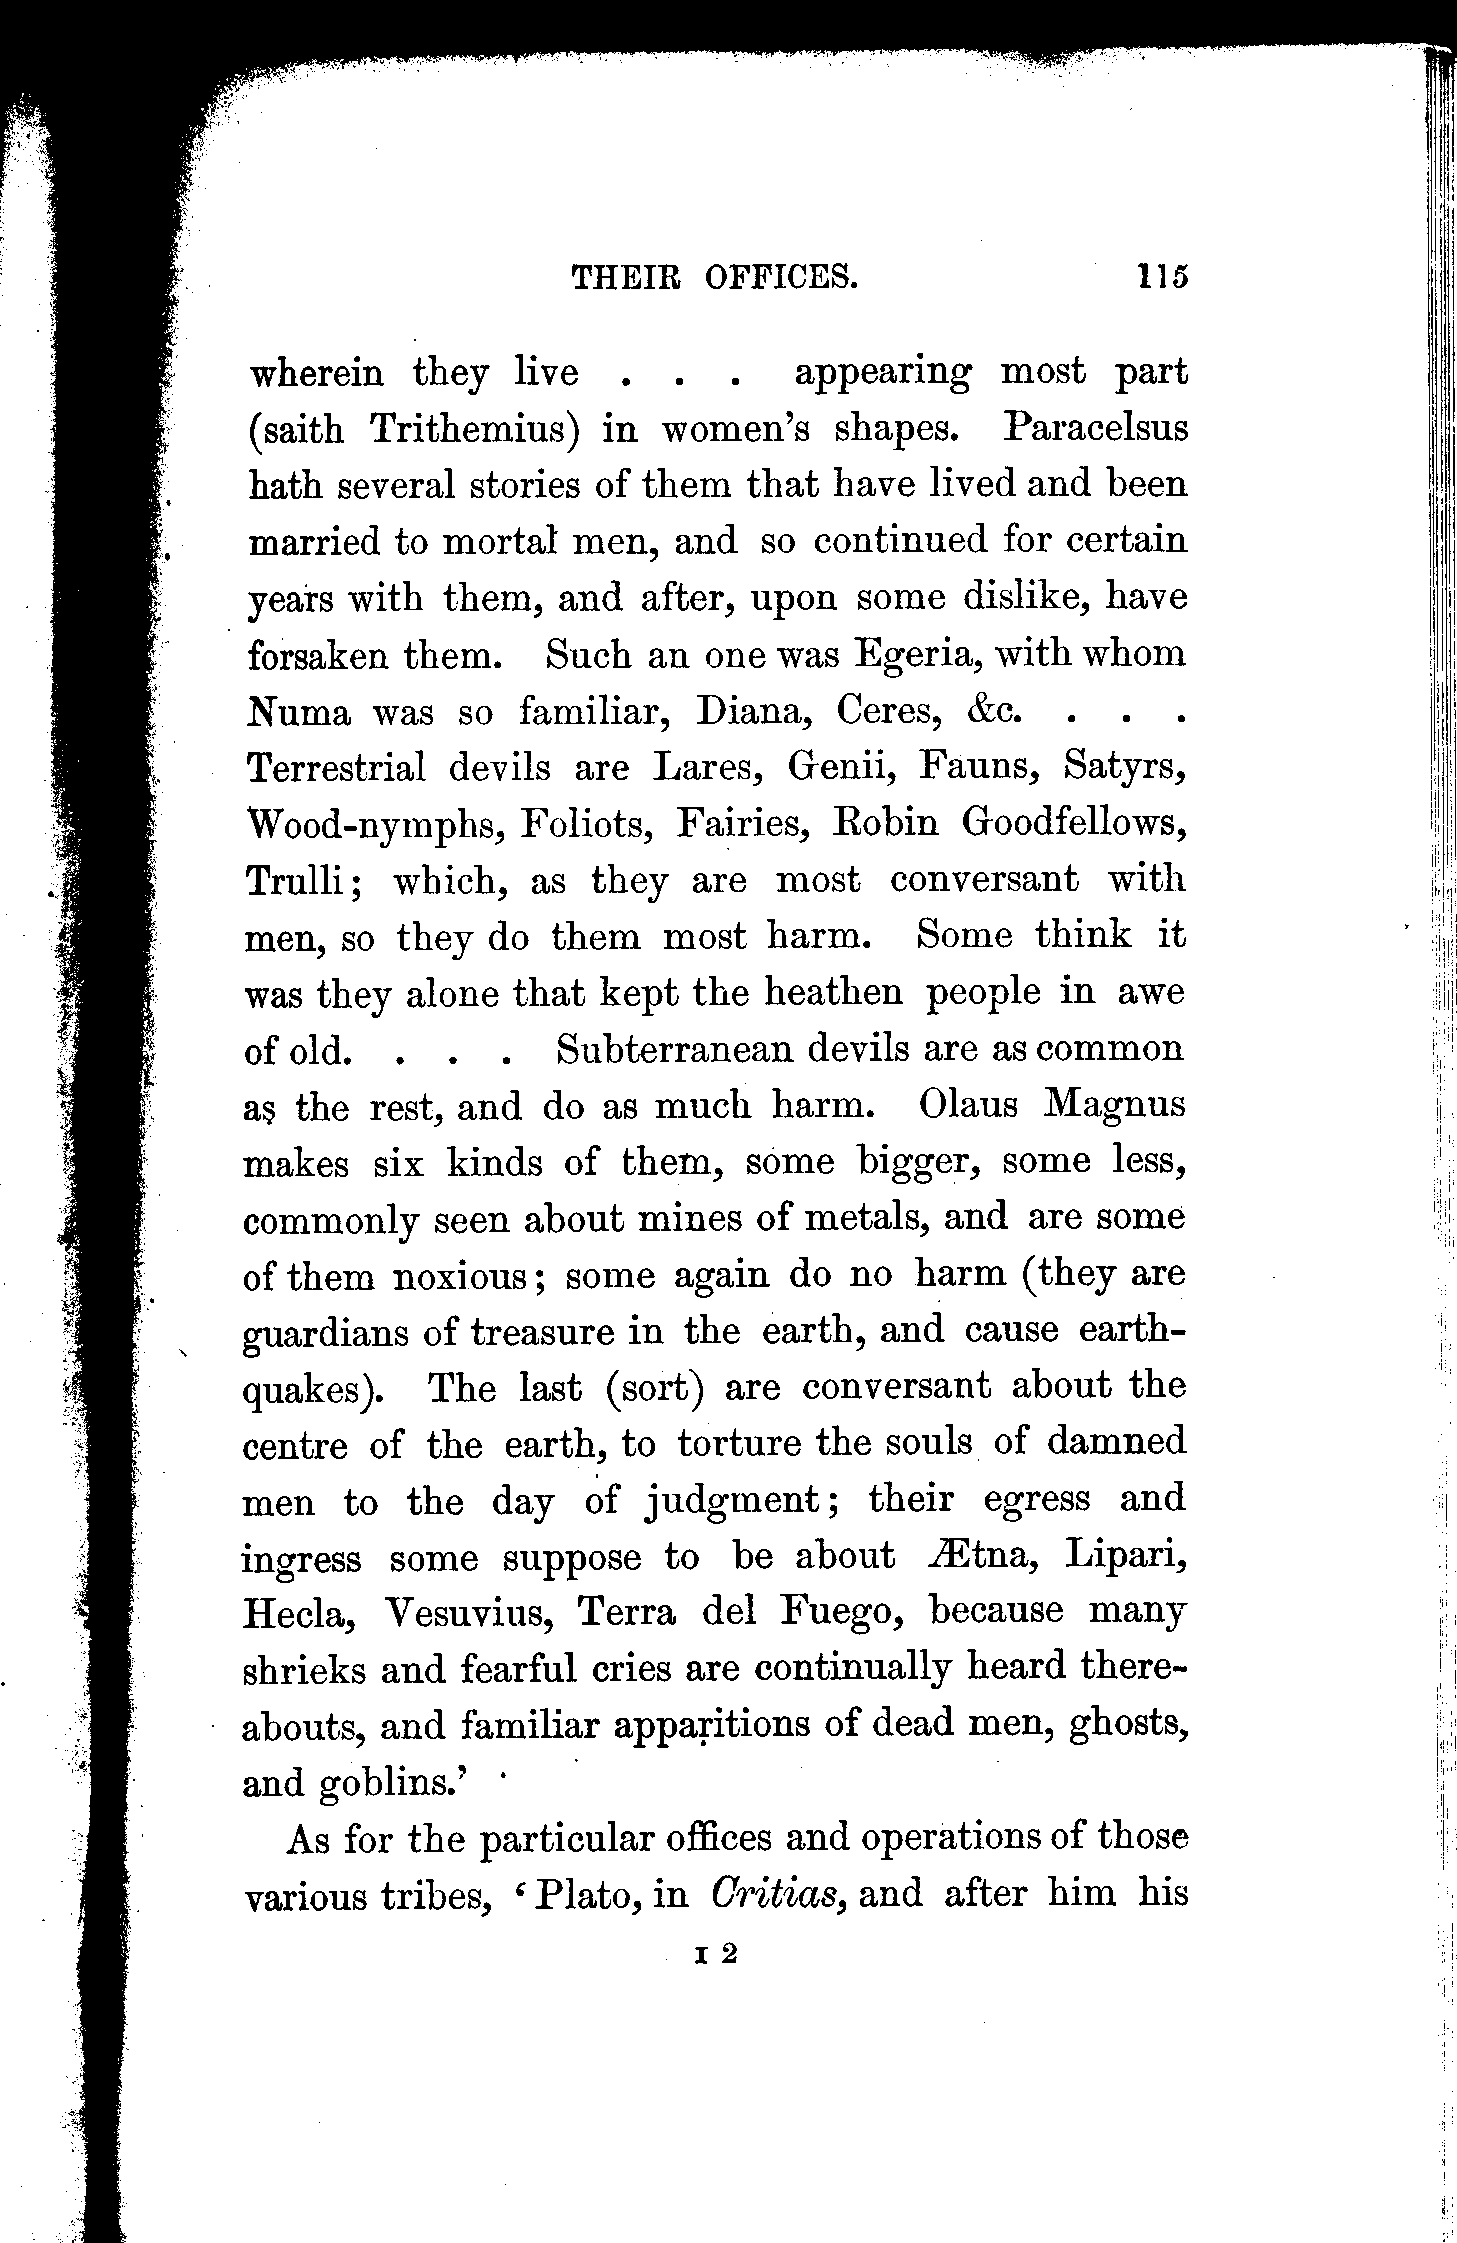 THEIR OFFICES. 115
wherein they live . . . appearing most part
(saith Trithemius) in women's shapes. Paracelsus
hath several stories of them that have lived and been
married to mortal men, and so continued for certain
years with them, and after, upon some dislike, have
forsaken them. Such an one was Egeria, with whom
Numa was so familiar, Diana, Ceres, &c. . . .
Terrestrial devils are Lares, Genii, Fauns, Satyrs,
Wood-nymphs, Foliots, Fairies, Robin Goodfellows,
Trulli; which, as they are most conversant with
men, so they do them most harm. Some think it
was they alone that kept the heathen people in awe
of old. . . . Subterranean devils are as common
as the rest, and do as much harm. Olaus Magnus
makes six kinds of them, some bigger, some less,
commonly seen about mines of metals, and are some
of them noxious; some again do no harm (they are
guardians of treasure in the earth, and cause earth-
quakes). The last (sort) are conversant about the
centre of the earth, to torture the souls of damned
men to the day of judgment; their egress and
ingress some suppose to be about Ætna, Lipari,
Hecla, Vesuvius, Terra del Fuego, because many
shrieks and fearful cries are continually heard there-
abouts, and familiar apparitions of dead men, ghosts,
and goblins.'
As for the particular offices and operations of those
various tribes, 'Plato, in Critias, and after him his
I 2